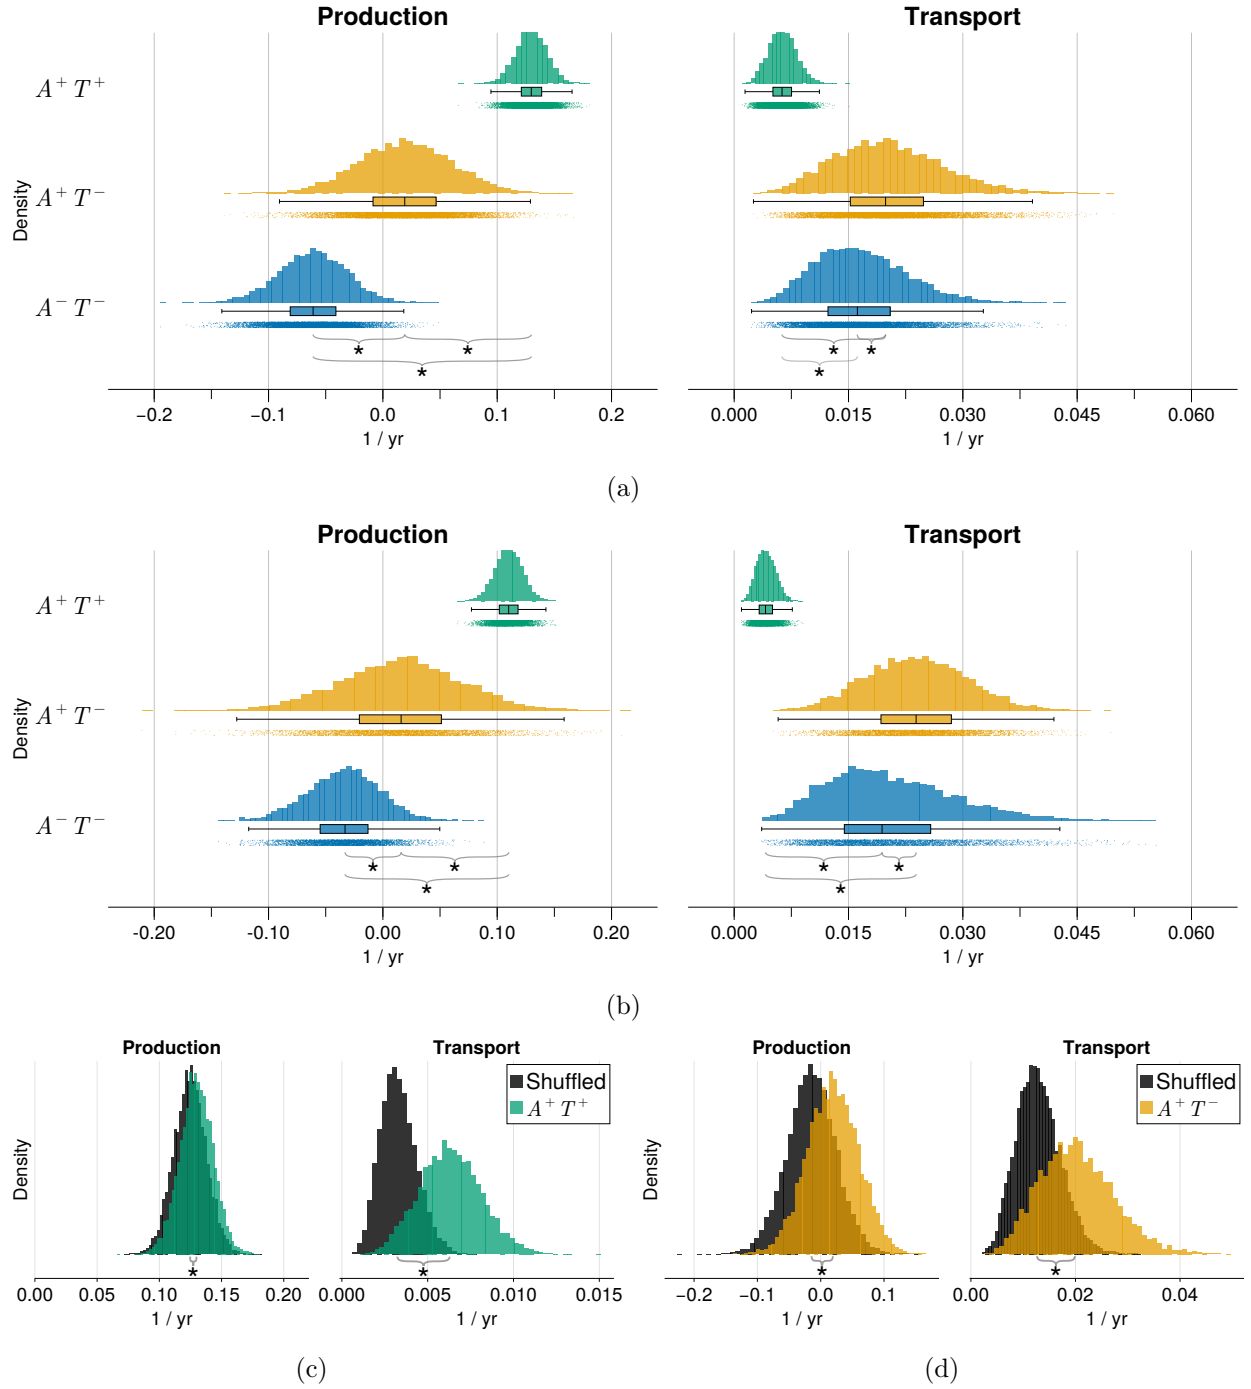 Production Transport
A⁺ T⁺
A⁺ T⁻
A⁻ T⁻
Density
* * * *
* *
−0.2 −0.1 0.0 0.1 0.2 0.000 0.015 0.030 0.045 0.060
1 / yr 1 / yr
(a)
Production Transport
A⁺ T⁺
A⁺ T⁻
A⁻ T⁻
Density
* * * *
* *
-0.20 -0.10 0.00 0.10 0.20 0.000 0.015 0.030 0.045 0.060
1 / yr 1 / yr
(b)
Production Transport Production Transport
Shuffled Shuffled
A⁺ T⁺ A⁺ T⁻
Density Density
* * * *
0.00 0.05 0.10 0.15 0.20 0.000 0.005 0.010 0.015 −0.2 −0.1 0.0 0.1 0.00 0.02 0.04
1 / yr 1 / yr 1 / yr 1 / yr
(c) (d)